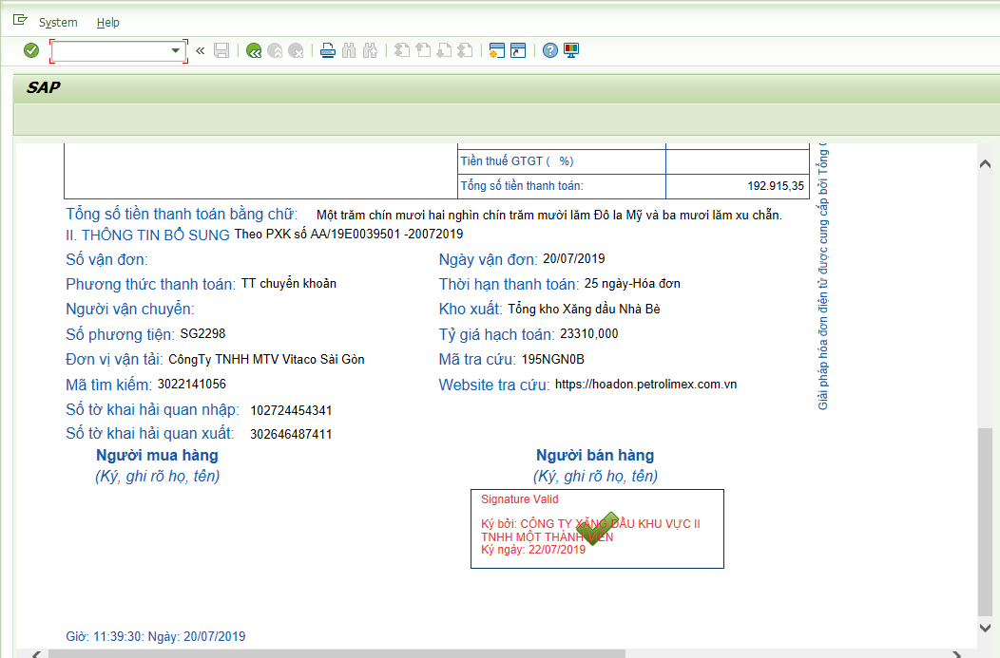 System Help
SAP
Tiền thuế GTGT ( %)
Tổng số tiền thanh toán: 192.915,35
Tổng số tiền thanh toán bằng chữ: Một trăm chín mươi hai nghìn chín trăm mười lăm Đô la Mỹ và ba mươi lăm xu chẵn.
II. THÔNG TIN BỔ SUNG Theo PXK số AA/19E0039501 -20072019
Số vận đơn: Ngày vận đơn: 20/07/2019
Phương thức thanh toán: TT chuyển khoản Thời hạn thanh toán: 25 ngày-Hóa đơn
Người vận chuyển: Kho xuất: Tổng kho Xăng dầu Nhà Bè
Số phương tiện: SG2298 Tỷ giá hạch toán: 23310,000
Đơn vị vận tải: CôngTy TNHH MTV Vitaco Sài Gòn Mã tra cứu: 195NGN0B
Mã tìm kiếm: 3022141056 Website tra cứu: https://hoadon.petrolimex.com.vn
Số tờ khai hải quan nhập: 102724454341
Số tờ khai hải quan xuất: 302646487411
Người mua hàng Người bán hàng
(Ký, ghi rõ họ, tên) (Ký, ghi rõ họ, tên)
Signature Valid
Ký bởi: CÔNG TY XĂNG DẦU KHU VỰC II
TNHH MỘT THÀNH VIÊN
Ký ngày: 22/07/2019
Giờ: 11:39:30: Ngày: 20/07/2019
Giải pháp hóa đơn điện tử được cung cấp bởi Tổng